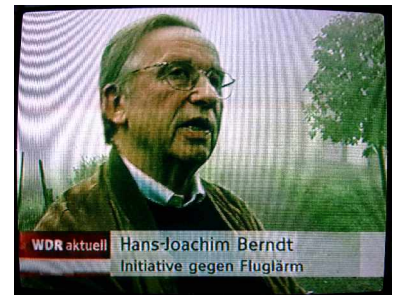 WDR aktuell
Hans-Joachim Berndt
Initiative gegen Fluglärm